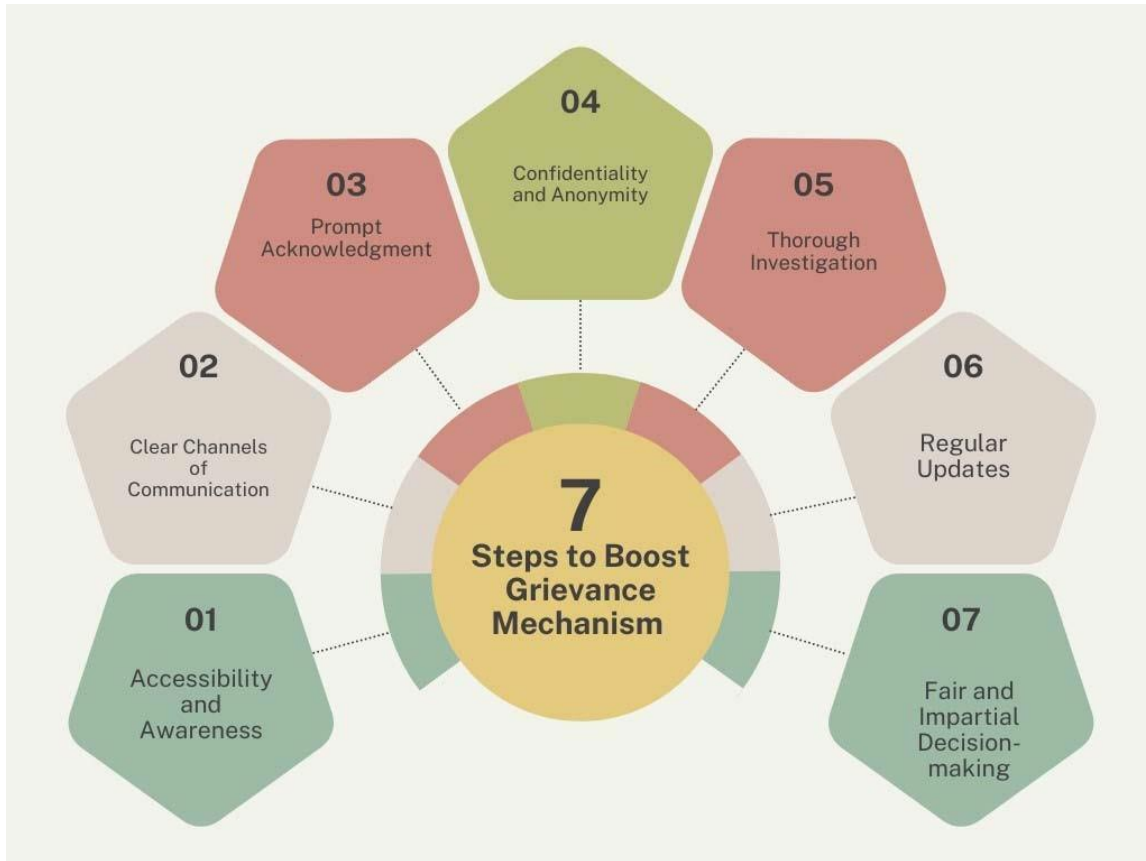 7
Steps to Boost
Grievance
Mechanism
01
Accessibility
and
Awareness
02
Clear Channels
of
Communication
03
Prompt
Acknowledgment
04
Confidentiality
and Anonymity
05
Thorough
Investigation
06
Regular
Updates
07
Fair and
Impartial
Decision-
making